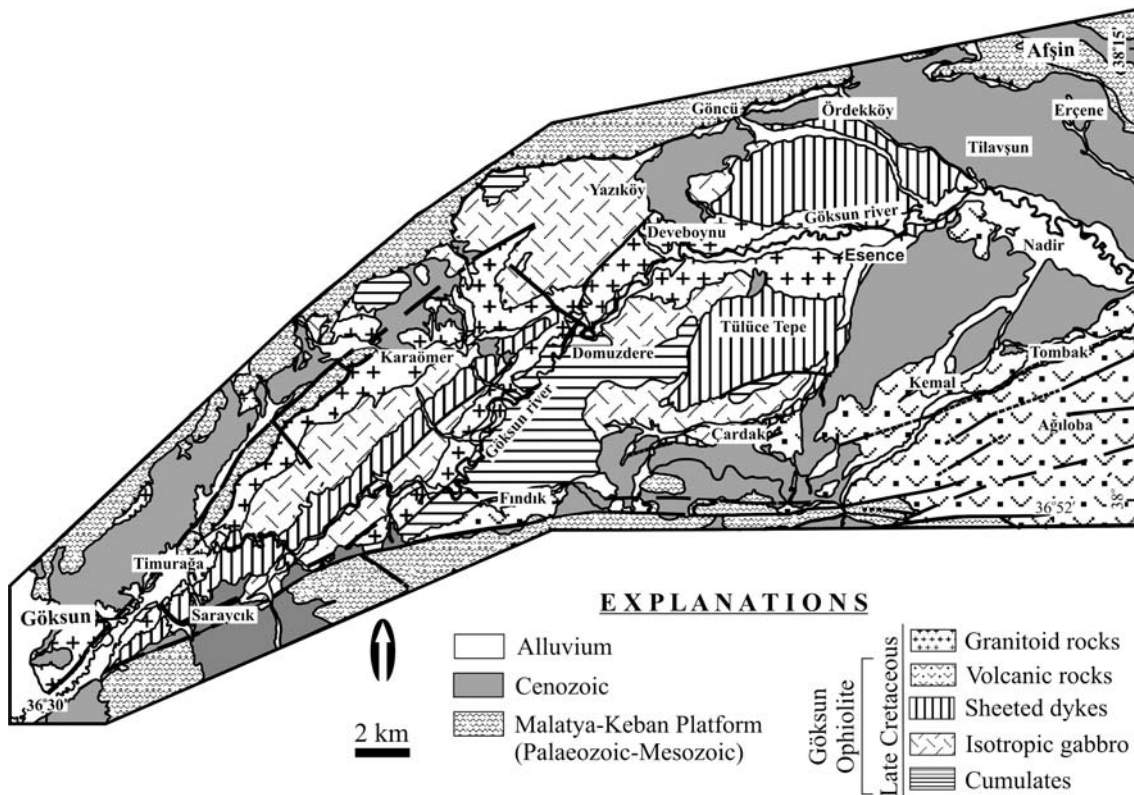 Afşin
38°15'
Göncü
Ördekköy
Erçene
Tilavşun
Yazıköy
Göksun river
Deveboynu
Nadir
Esence
Tülüce Tepe
Domuzdere
Karaömer
Tombak
Kemal
Göksun river
Ağıloba
Cardak
Fındık
36°52'
38°
Timurağa
Göksun
Saraycık
36°30'
2 km
EXPLANATIONS
Alluvium
Cenozoic
Malatya-Keban Platform
(Palaeozoic-Mesozoic)
Göksun
Ophiolite
Late Cretaceous
Granitoid rocks
Volcanic rocks
Sheeted dykes
Isotropic gabbro
Cumulates